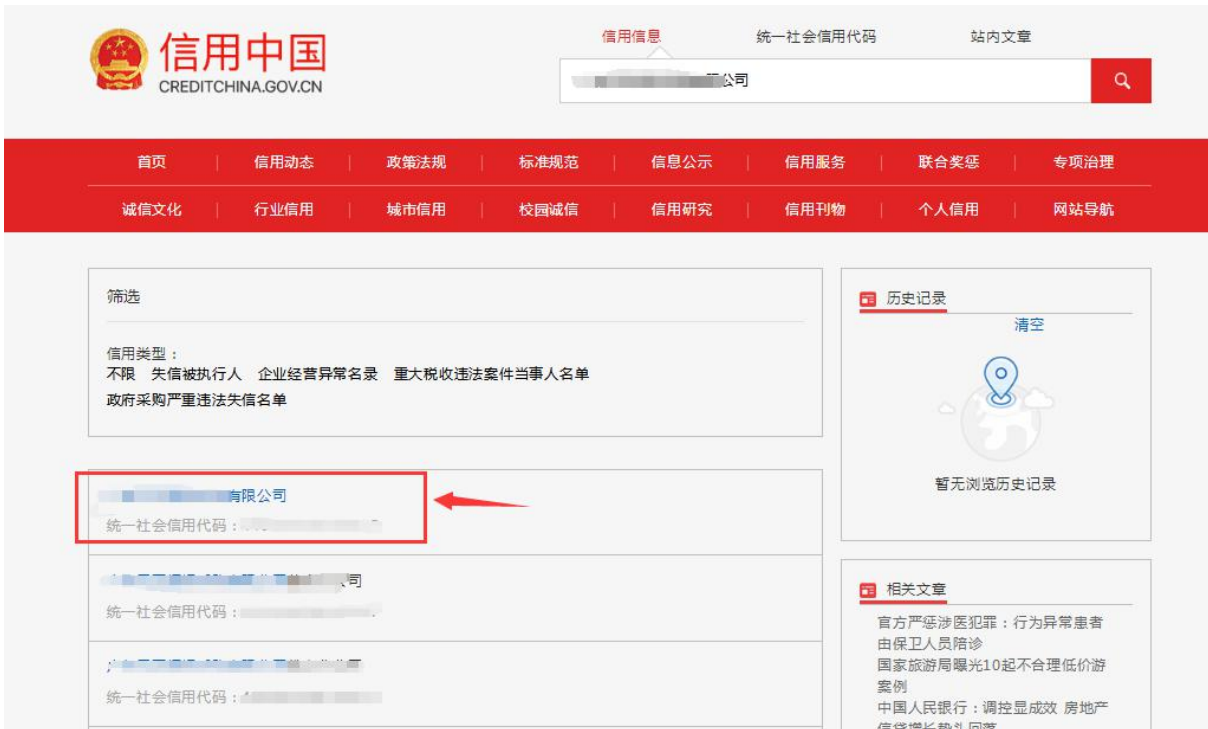 信用中国
CREDITCHINA.GOV.CN
信用信息 统一社会信用代码 站内文章
公司
首页 信用动态 政策法规 标准规范 信息公示 信用服务 联合奖惩 专项治理
诚信文化 行业信用 城市信用 校园诚信 信用研究 信用刊物 个人信用 网站导航
筛选
信用类型：
不限 失信被执行人 企业经营异常名录 重大税收违法案件当事人名单
政府采购严重违法失信名单
有限公司
统一社会信用代码：
司
统一社会信用代码：
统一社会信用代码：
历史记录
清空
暂无浏览历史记录
相关文章
官方严惩涉医犯罪：行为异常患者
由保卫人员陪诊
国家旅游局曝光10起不合理低价游
案例
中国人民银行：调控显成效 房地产
信贷增长势头回落